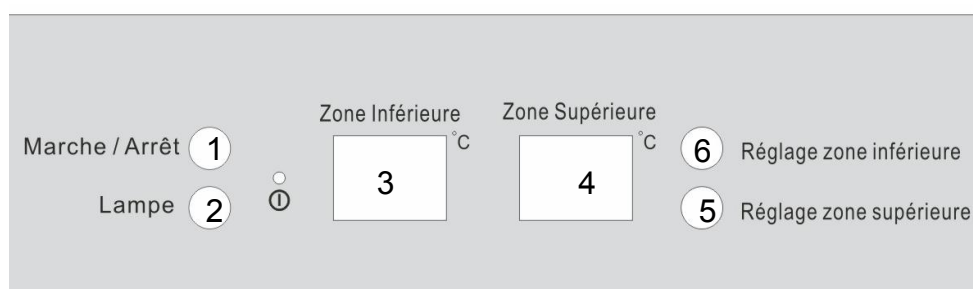 Zone Inférieure Zone Supérieure
°C °C
Marche / Arrêt 1 6 Réglage zone inférieure
3 4
Lampe 2 5 Réglage zone supérieure